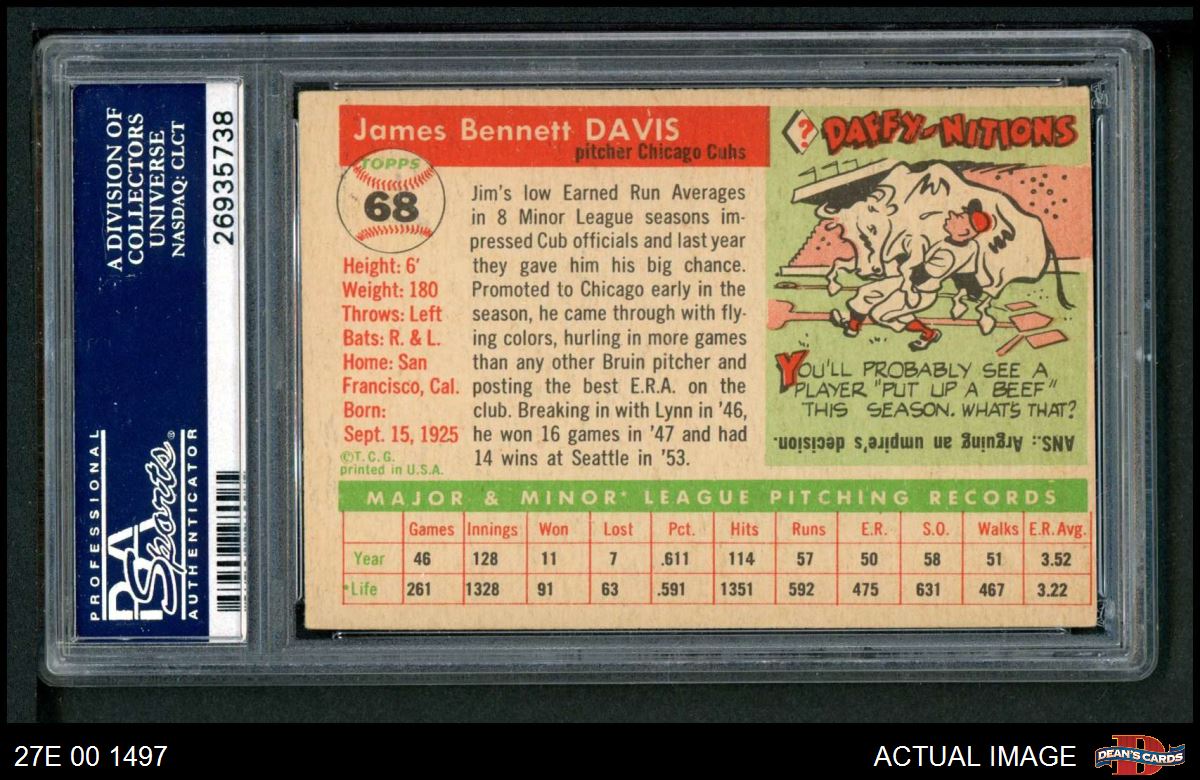 A DIVISION OF
COLLECTORS
UNIVERSE
NASDAQ: CLCT
26935738
PROFESSIONAL
PSA
Sports®
AUTHENTICATOR
James Bennett DAVIS
pitcher Chicago Cubs
TOPPS
68
Height: 6'
Weight: 180
Throws: Left
Bats: R. & L.
Home: San
Francisco, Cal.
Born:
Sept. 15, 1925
©T.C.G.
printed in U.S.A.
Jim's low Earned Run Averages
in 8 Minor League seasons im-
pressed Cub officials and last year
they gave him his big chance.
Promoted to Chicago early in the
season, he came through with fly-
ing colors, hurling in more games
than any other Bruin pitcher and
posting the best E.R.A. on the
club. Breaking in with Lynn in '46,
he won 16 games in '47 and had
14 wins at Seattle in '53.
? DAFFY-NITIONS
YOU'LL PROBABLY SEE A
PLAYER "PUT UP A BEEF"
THIS SEASON. WHAT'S THAT?
ANS.: Arguing an umpire's decision.
MAJOR & MINOR* LEAGUE PITCHING RECORDS
Games Innings Won Lost Pct. Hits Runs E.R. S.O. Walks E.R.Avg.
Year 46 128 11 7 .611 114 57 50 58 51 3.52
*Life 261 1328 91 63 .591 1351 592 475 631 467 3.22
27E 00 1497
ACTUAL IMAGE
DEAN'S CARDS